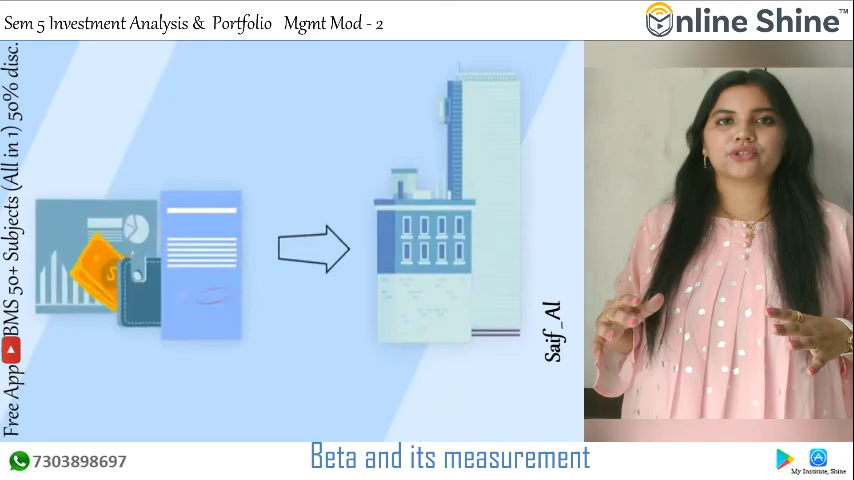 Sem 5 Investment Analysis & Portfolio Mgmt Mod - 2
Online Shine™
Free App BMS 50+ Subjects (All in 1) 50% disc.
Saif_Al
7303898697
Beta and its measurement
My Institute, Shine